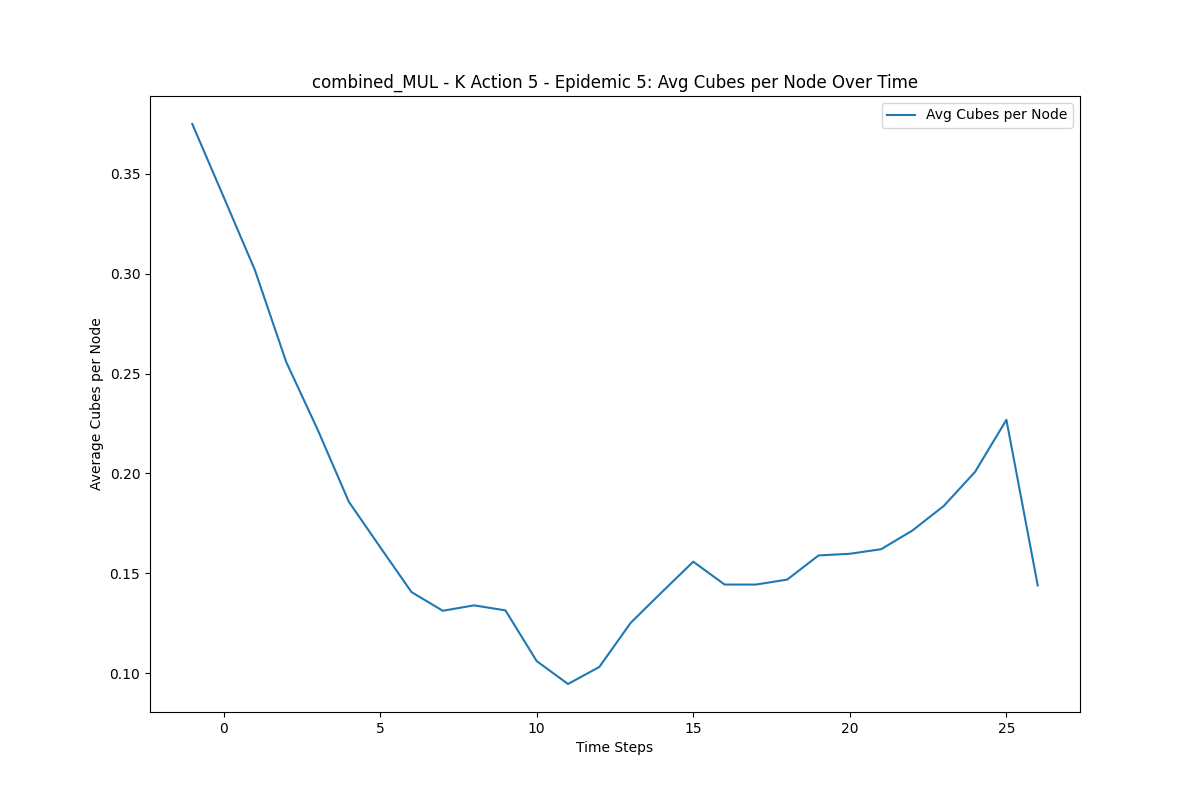 combined_MUL - K Action 5 - Epidemic 5: Avg Cubes per Node Over Time
Avg Cubes per Node
Average Cubes per Node
0.35
0.30
0.25
0.20
0.15
0.10
0 5 10 15 20 25
Time Steps